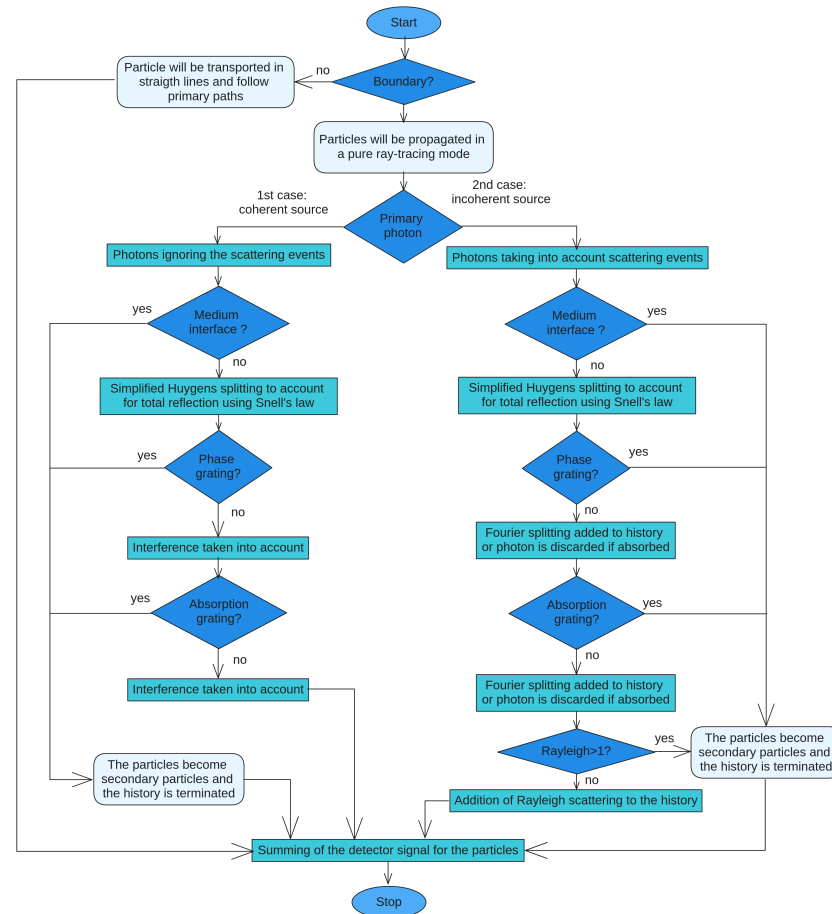 Start
Boundary?
no
Particle will be transported in
straigth lines and follow
primary paths
Particles will be propagated in
a pure ray-tracing mode
1st case:
coherent source
2nd case:
incoherent source
Primary
photon
Photons ignoring the scattering events
Photons taking into account scattering events
yes
Medium
interface ?
no
Medium
interface ?
yes
no
Simplified Huygens splitting to account
for total reflection using Snell's law
Simplified Huygens splitting to account
for total reflection using Snell's law
yes
Phase
grating?
no
Phase
grating?
yes
no
Interference taken into account
Fourier splitting added to history
or photon is discarded if absorbed
yes
Absorption
grating?
no
Absorption
grating?
yes
no
Interference taken into account
Fourier splitting added to history
or photon is discarded if absorbed
Rayleigh>1?
yes
no
The particles become
secondary particles and
the history is terminated
The particles become
secondary particles and
the history is terminated
Addition of Rayleigh scattering to the history
Summing of the detector signal for the particles
Stop